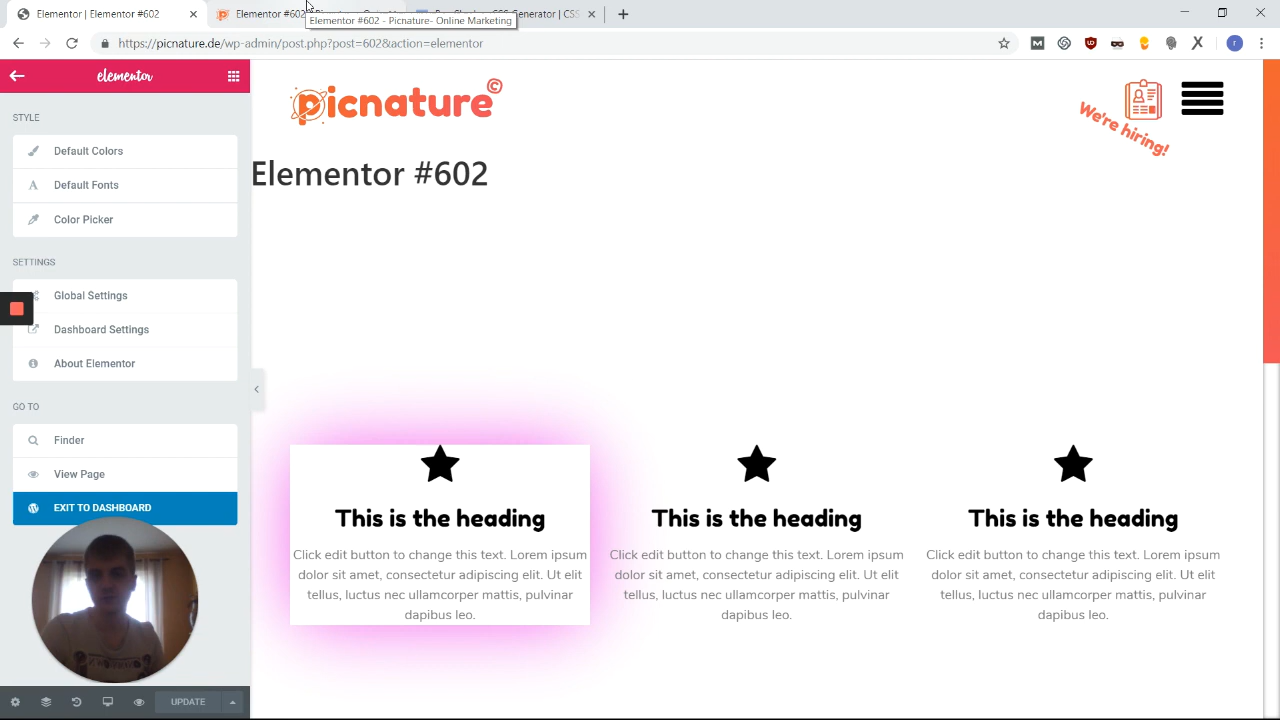 Elementor | Elementor #602
Elementor #602
enerator | CSS
Elementor #602 - Picnature- Online Marketing
https://picnature.de/wp-admin/post.php?post=602&action=elementor
elementor
STYLE
Default Colors
Default Fonts
Color Picker
SETTINGS
Global Settings
Dashboard Settings
About Elementor
GO TO
Finder
View Page
EXIT TO DASHBOARD
UPDATE
picnature©
We're hiring!
Elementor #602
This is the heading
Click edit button to change this text. Lorem ipsum
dolor sit amet, consectetur adipiscing elit. Ut elit
tellus, luctus nec ullamcorper mattis, pulvinar
dapibus leo.
This is the heading
Click edit button to change this text. Lorem ipsum
dolor sit amet, consectetur adipiscing elit. Ut elit
tellus, luctus nec ullamcorper mattis, pulvinar
dapibus leo.
This is the heading
Click edit button to change this text. Lorem ipsum
dolor sit amet, consectetur adipiscing elit. Ut elit
tellus, luctus nec ullamcorper mattis, pulvinar
dapibus leo.